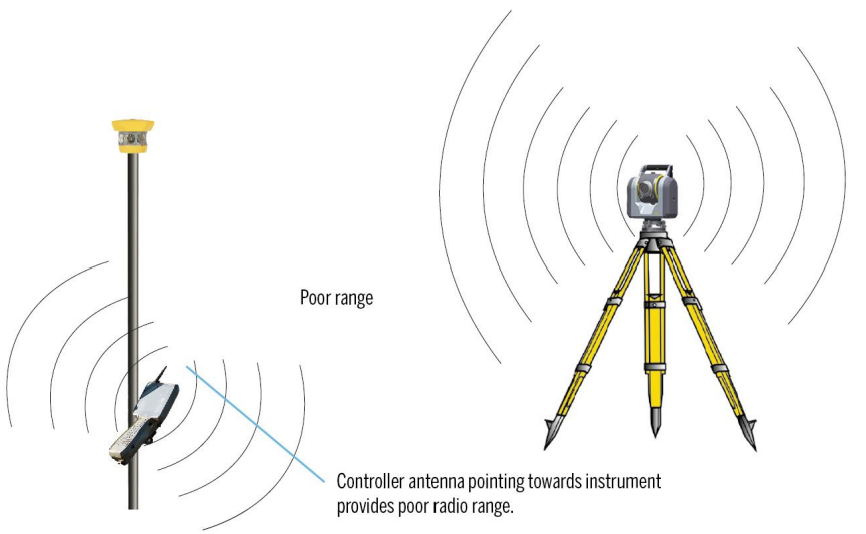 Poor range
Controller antenna pointing towards instrument
provides poor radio range.